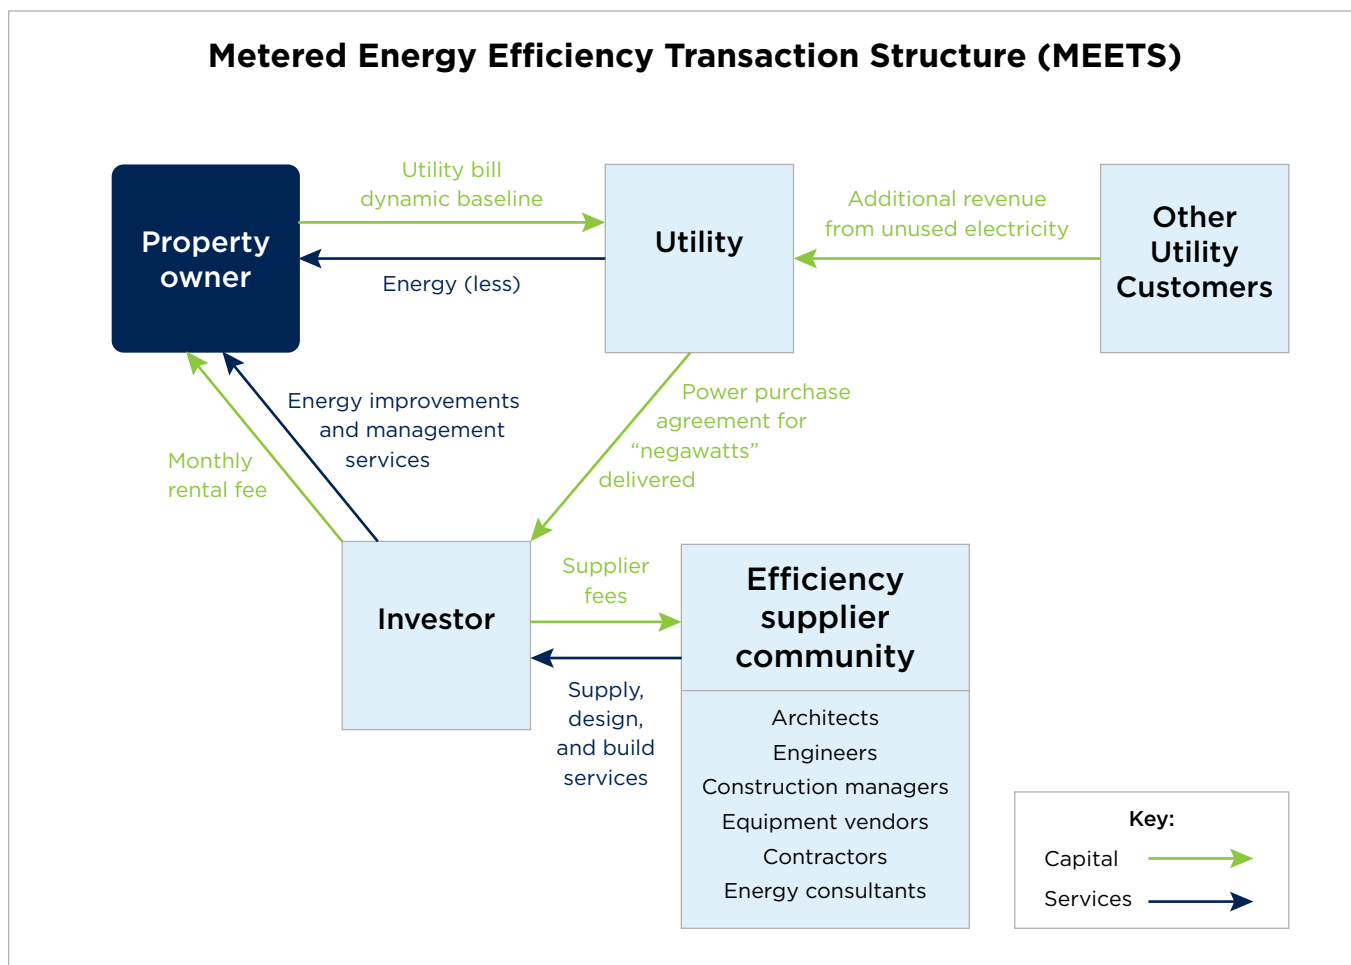 Metered Energy Efficiency Transaction Structure (MEETS)
Property
owner
Utility bill
dynamic baseline
Energy (less)
Utility
Additional revenue
from unused electricity
Other
Utility
Customers
Energy improvements
and management
services
Monthly
rental fee
Power purchase
agreement for
“negawatts”
delivered
Investor
Supplier
fees
Supply,
design,
and build
services
Efficiency
supplier
community
Architects
Engineers
Construction managers
Equipment vendors
Contractors
Energy consultants
Key:
Capital
Services